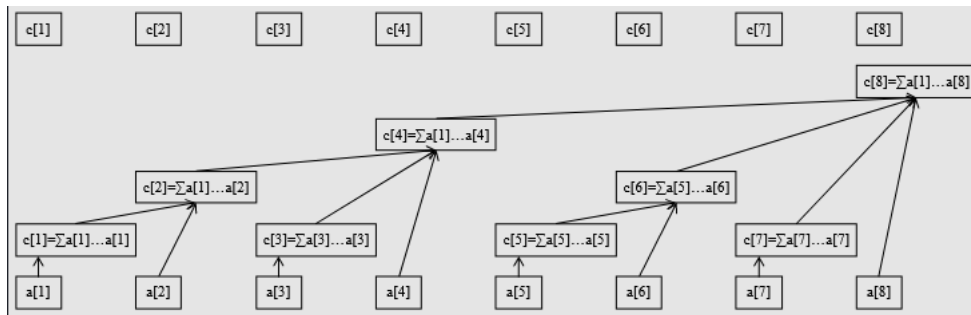 c[1] c[2] c[3] c[4] c[5] c[6] c[7] c[8]
c[8]=∑a[1]…a[8]
c[4]=∑a[1]…a[4]
c[2]=∑a[1]…a[2] c[6]=∑a[5]…a[6]
c[1]=∑a[1]…a[1] c[3]=∑a[3]…a[3] c[5]=∑a[5]…a[5] c[7]=∑a[7]…a[7]
a[1] a[2] a[3] a[4] a[5] a[6] a[7] a[8]